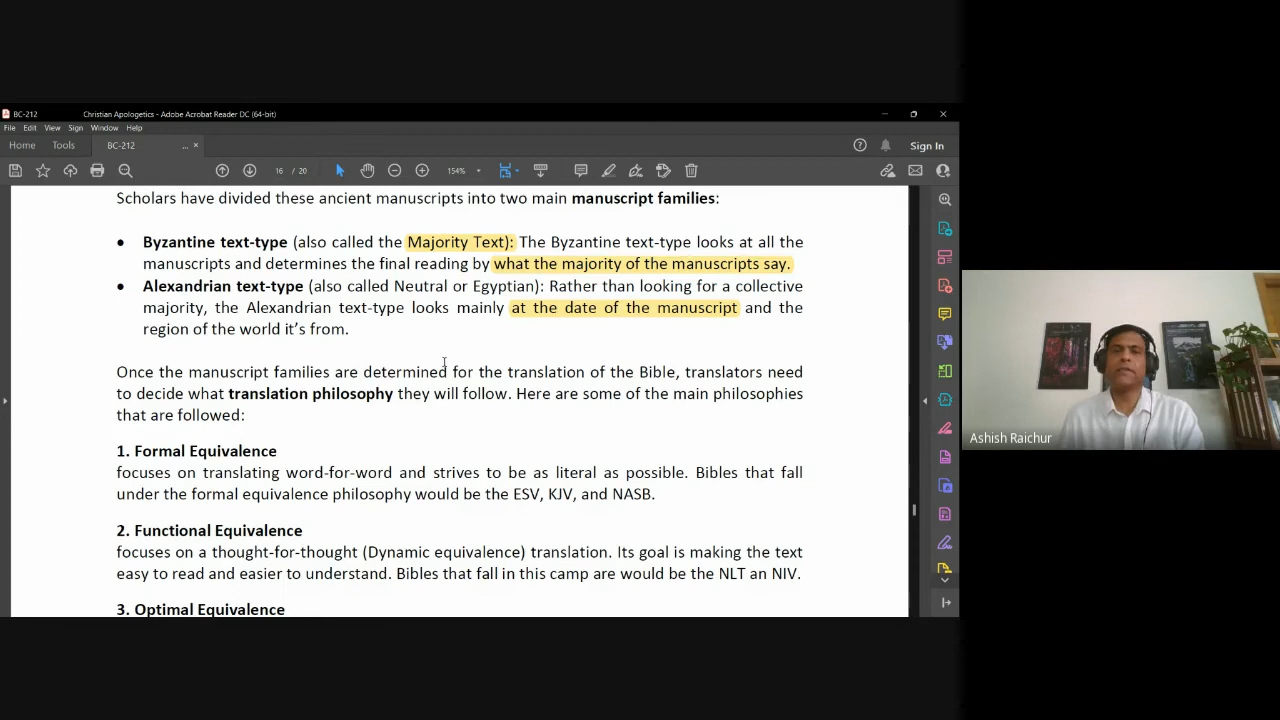 BC-212 Christian Apologetics - Adobe Acrobat Reader DC (64-bit)
File Edit View Sign Window Help
Home Tools BC-212 ... ×
Sign In
16 / 20 154%
Scholars have divided these ancient manuscripts into two main manuscript families:
• Byzantine text-type (also called the Majority Text): The Byzantine text-type looks at all the
manuscripts and determines the final reading by what the majority of the manuscripts say.
• Alexandrian text-type (also called Neutral or Egyptian): Rather than looking for a collective
majority, the Alexandrian text-type looks mainly at the date of the manuscript and the
region of the world it’s from.
Once the manuscript families are determined for the translation of the Bible, translators need
to decide what translation philosophy they will follow. Here are some of the main philosophies
that are followed:
1. Formal Equivalence
focuses on translating word-for-word and strives to be as literal as possible. Bibles that fall
under the formal equivalence philosophy would be the ESV, KJV, and NASB.
2. Functional Equivalence
focuses on a thought-for-thought (Dynamic equivalence) translation. Its goal is making the text
easy to read and easier to understand. Bibles that fall in this camp are would be the NLT an NIV.
3. Optimal Equivalence
Ashish Raichur